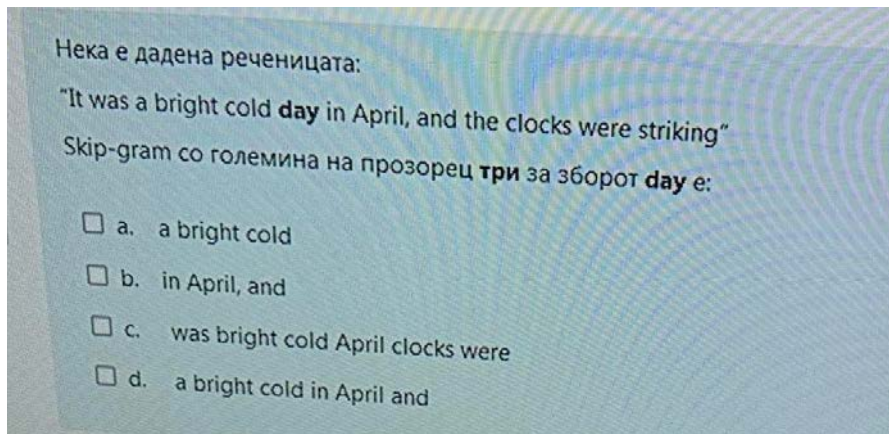 Нека е дадена реченицата:
"It was a bright cold day in April, and the clocks were striking"
Skip-gram со големина на прозорец три за зборот day е:
a. a bright cold
b. in April, and
c. was bright cold April clocks were
d. a bright cold in April and